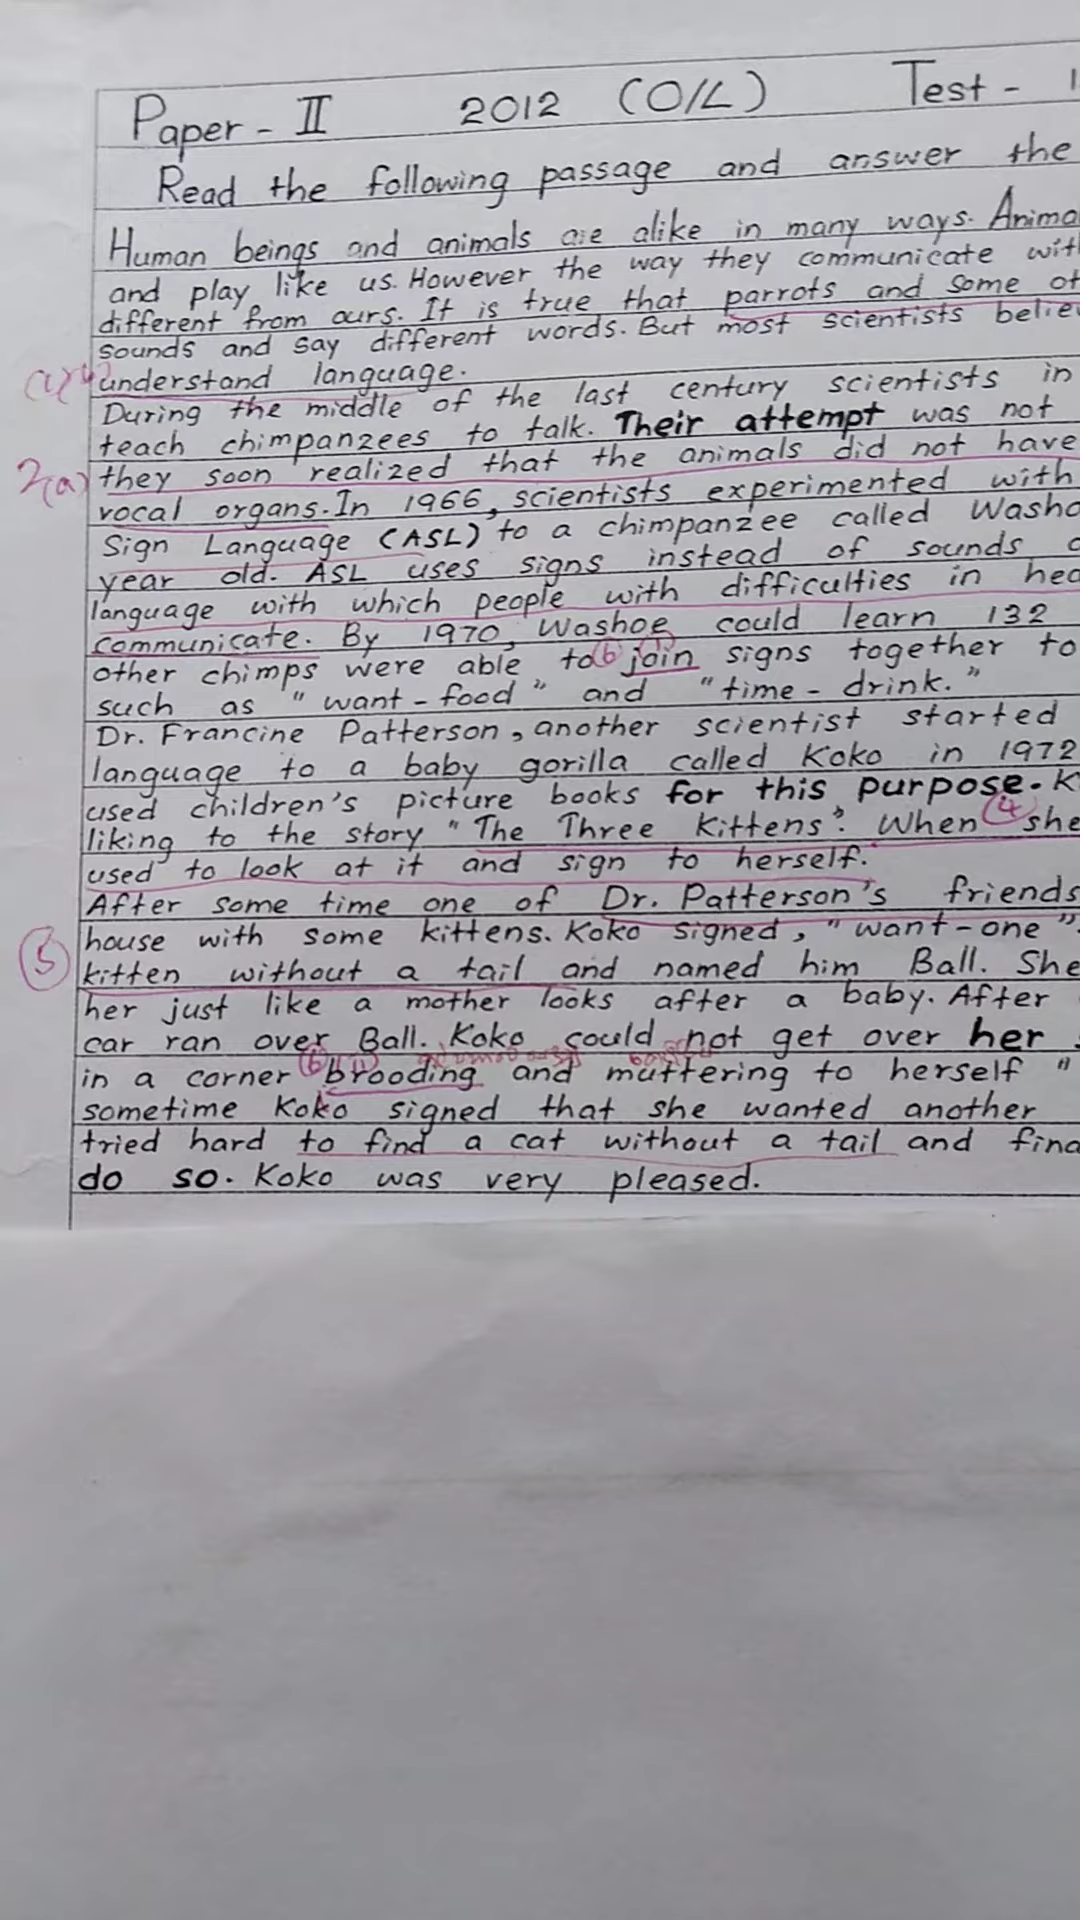 Paper - II 2012 (O/L) Test - 1
Read the following passage and answer the
Human beings and animals are alike in many ways. Anima
and play like us. However the way they communicate wit
different from ours. It is true that parrots and some ot
sounds and say different words. But most scientists belie
understand language.
During the middle of the last century scientists in
teach chimpanzees to talk. Their attempt was not
2(a) they soon realized that the animals did not have
vocal organs. In 1966, scientists experimented with
Sign Language (ASL) to a chimpanzee called Washo
year old. ASL uses signs instead of sounds
language with which people with difficulties in hea
communicate. By 1970, Washoe could learn 132
other chimps were able to join signs together to
such as "want - food" and "time - drink."
Dr. Francine Patterson, another scientist started
language to a baby gorilla called Koko in 1972
used children's picture books for this purpose. K
liking to the story "The Three Kittens". When 4 she
used to look at it and sign to herself.
After some time one of Dr. Patterson's friends
house with some kittens. Koko signed, "want-one"
5 kitten without a tail and named him Ball. She
her just like a mother looks after a baby. After
car ran over Ball. Koko could not get over her
in a corner brooding and muttering to herself "
sometime Koko signed that she wanted another
tried hard to find a cat without a tail and fina
do so. Koko was very pleased.